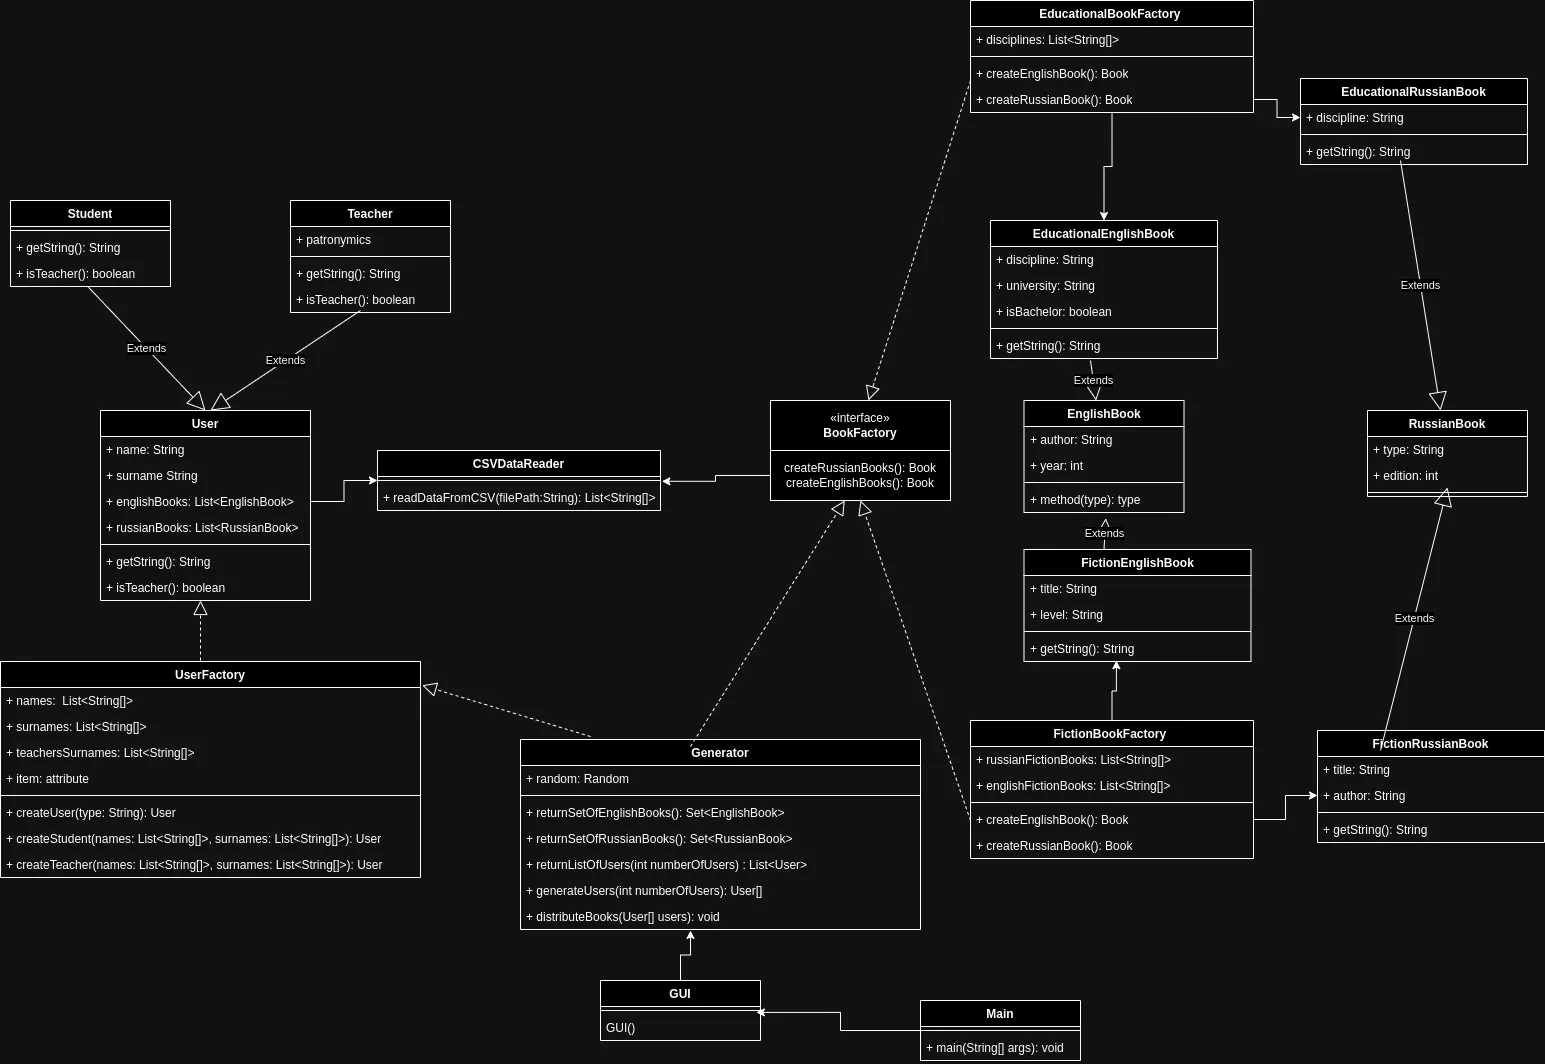 EducationalBookFactory
+ disciplines: List<String[]>
+ createEnglishBook(): Book
+ createRussianBook(): Book
EducationalRussianBook
+ discipline: String
+ getString(): String
Student
+ getString(): String
+ isTeacher(): boolean
Teacher
+ patronymics
+ getString(): String
+ isTeacher(): boolean
EducationalEnglishBook
+ discipline: String
+ university: String
+ isBachelor: boolean
+ getString(): String
Extends
Extends
Extends
Extends
User
+ name: String
+ surname String
+ englishBooks: List<EnglishBook>
+ russianBooks: List<RussianBook>
+ getString(): String
+ isTeacher(): boolean
CSVDataReader
+ readDataFromCSV(filePath:String): List<String[]>
«interface»
BookFactory
createRussianBooks(): Book
createEnglishBooks(): Book
EnglishBook
+ author: String
+ year: int
+ method(type): type
RussianBook
+ type: String
+ edition: int
Extends
FictionEnglishBook
+ title: String
+ level: String
+ getString(): String
Extends
UserFactory
+ names:  List<String[]>
+ surnames: List<String[]>
+ teachersSurnames: List<String[]>
+ item: attribute
+ createUser(type: String): User
+ createStudent(names: List<String[]>, surnames: List<String[]>): User
+ createTeacher(names: List<String[]>, surnames: List<String[]>): User
Generator
+ random: Random
+ returnSetOfEnglishBooks(): Set<EnglishBook>
+ returnSetOfRussianBooks(): Set<RussianBook>
+ returnListOfUsers(int numberOfUsers) : List<User>
+ generateUsers(int numberOfUsers): User[]
+ distributeBooks(User[] users): void
FictionBookFactory
+ russianFictionBooks: List<String[]>
+ englishFictionBooks: List<String[]>
+ createEnglishBook(): Book
+ createRussianBook(): Book
FictionRussianBook
+ title: String
+ author: String
+ getString(): String
GUI
GUI()
Main
+ main(String[] args): void